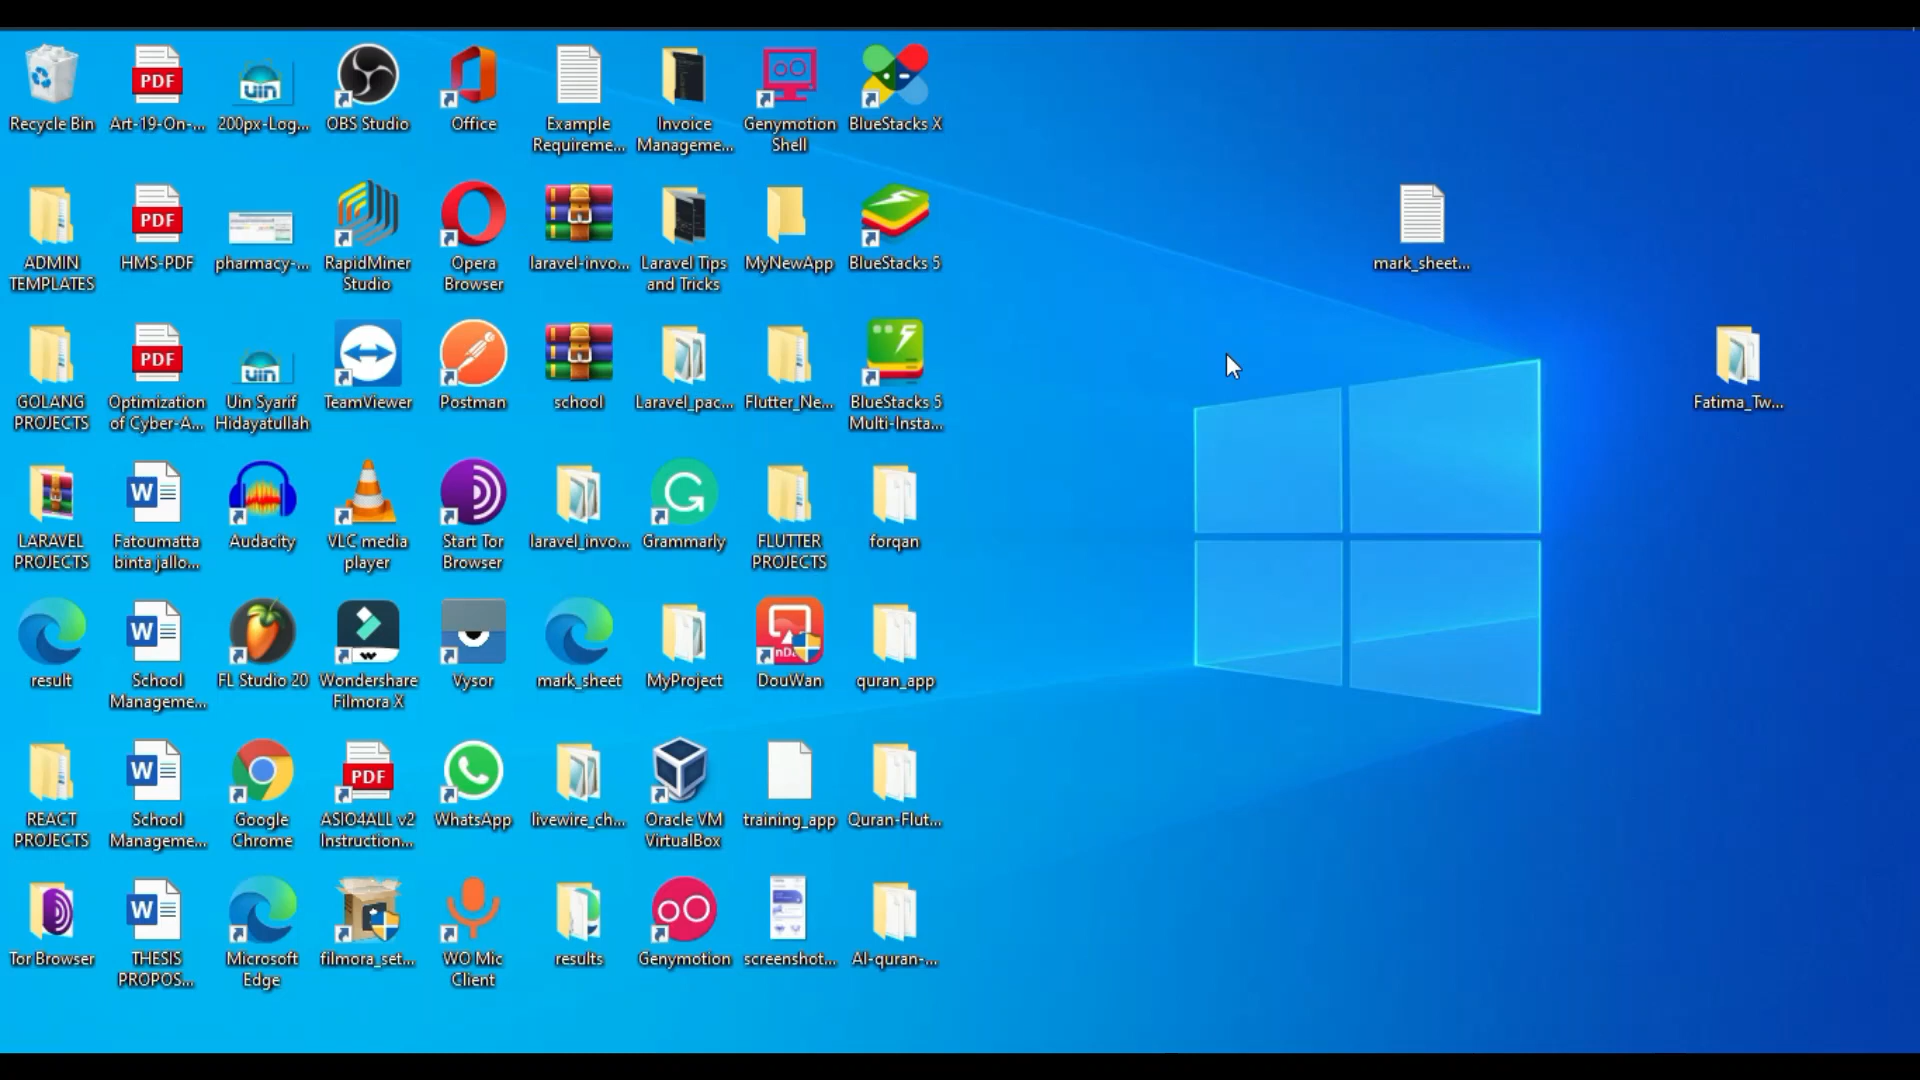 Recycle Bin
Art-19-On-...
200px-Log...
OBS Studio
Office
Example
Requireme...
Invoice
Manageme...
Genymotion
Shell
BlueStacks X
ADMIN
TEMPLATES
HMS-PDF
pharmacy-...
RapidMiner
Studio
Opera
Browser
laravel-invo...
Laravel Tips
and Tricks
MyNewApp
BlueStacks 5
mark_sheet...
GOLANG
PROJECTS
Optimization
of Cyber-A...
Uin Syarif
Hidayatullah
TeamViewer
Postman
school
Laravel_pac...
Flutter_Ne...
BlueStacks 5
Multi-Insta...
Fatima_Tw...
LARAVEL
PROJECTS
Fatoumatta
binta jallo...
Audacity
VLC media
player
Start Tor
Browser
laravel_invo...
Grammarly
FLUTTER
PROJECTS
forqan
result
School
Manageme...
FL Studio 20
Wondershare
Filmora X
Vysor
mark_sheet
MyProject
DouWan
quran_app
REACT
PROJECTS
School
Manageme...
Google
Chrome
ASIO4ALL v2
Instruction...
WhatsApp
livewire_ch...
Oracle VM
VirtualBox
training_app
Quran-Flut...
Tor Browser
THESIS
PROPOS...
Microsoft
Edge
filmora_set...
WO Mic
Client
results
Genymotion
screenshot...
Al-quran-...
PDF
uin
PDF
PDF
uin
W
W
W
PDF
W